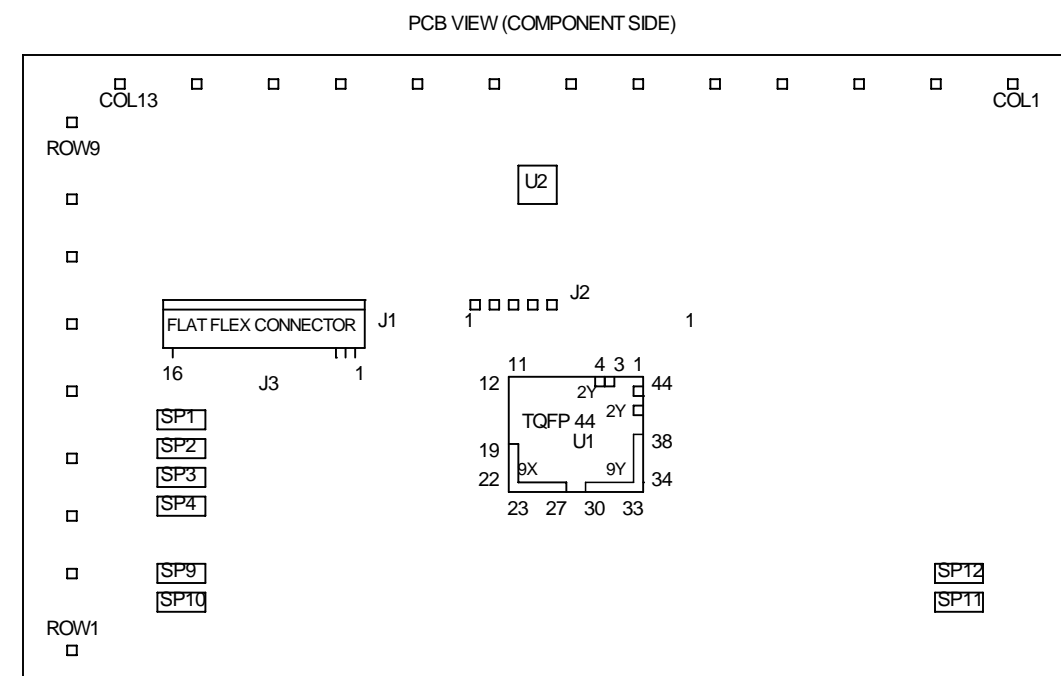 PCB VIEW (COMPONENT SIDE)
COL13
COL1
ROW9
U2
J2
FLAT FLEX CONNECTOR
J1
1
1
16
1
J3
11
4
3
1
12
44
2Y
2Y
TQFP 44
U1
38
19
9X
9Y
22
34
23
27
30
33
SP1
SP2
SP3
SP4
SP9
SP10
SP12
SP11
ROW1